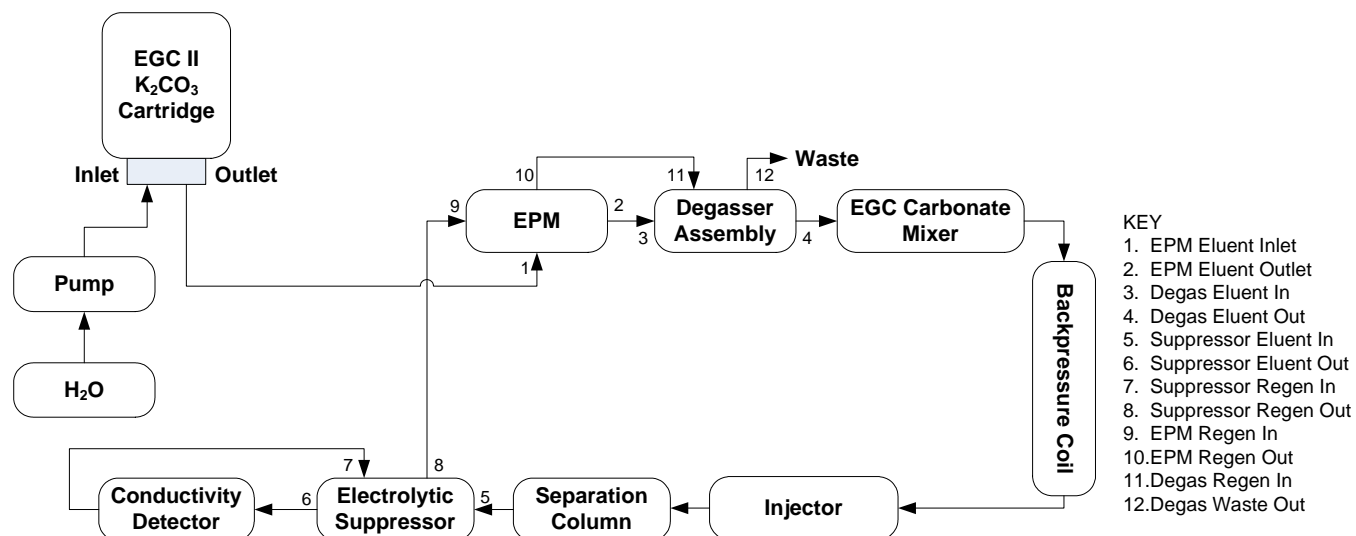 EGC II
K₂CO₃
Cartridge
Inlet
Outlet
Pump
H₂O
9
10
EPM
1
2
3
11
12
Waste
Degasser
Assembly
4
EGC Carbonate
Mixer
Backpressure Coil
Injector
Separation
Column
5
Electrolytic
Suppressor
6
7
8
Conductivity
Detector
KEY
1. EPM Eluent Inlet
2. EPM Eluent Outlet
3. Degas Eluent In
4. Degas Eluent Out
5. Suppressor Eluent In
6. Suppressor Eluent Out
7. Suppressor Regen In
8. Suppressor Regen Out
9. EPM Regen In
10.EPM Regen Out
11.Degas Regen In
12.Degas Waste Out